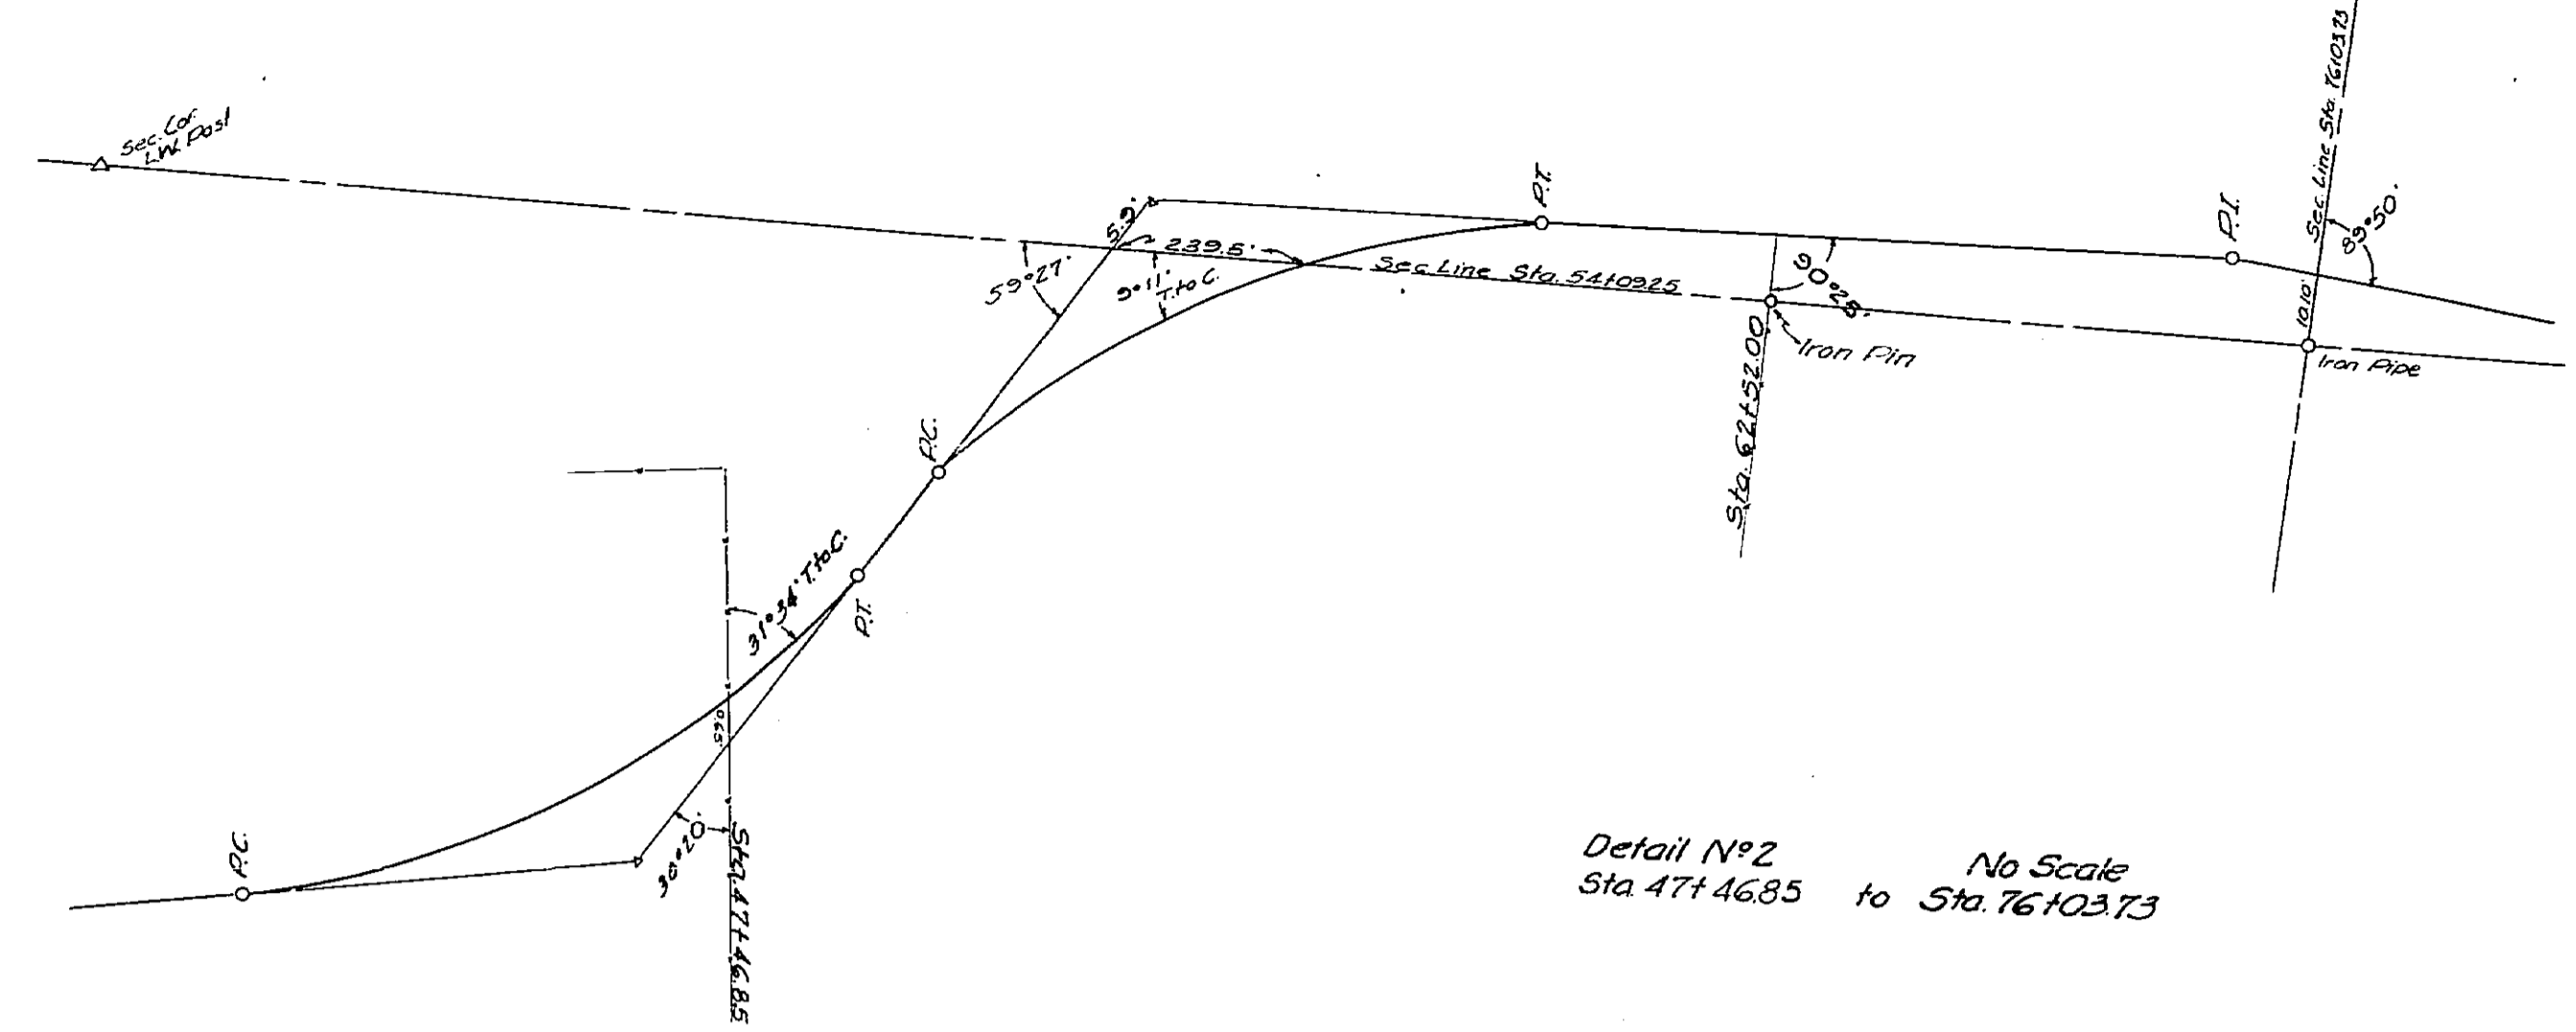 Sec. Cor.
L.W. Post
5.9'
239.5'
59°27'
9°11'
T. to C.
Sec Line Sta. 54+09.25
P.T.
90°28'
Iron Pin
Sta. 62+52.00
P.I.
Sec. Line Sta. 76+03.73
89°50'
10.10'
Iron Pipe
P.C.
31°34' T. to C.
P.T.
0.65'
30°20'
Sta. 47+46.85
P.C.
Detail Nº 2
No Scale
Sta. 47+46.85 to Sta. 76+03.73